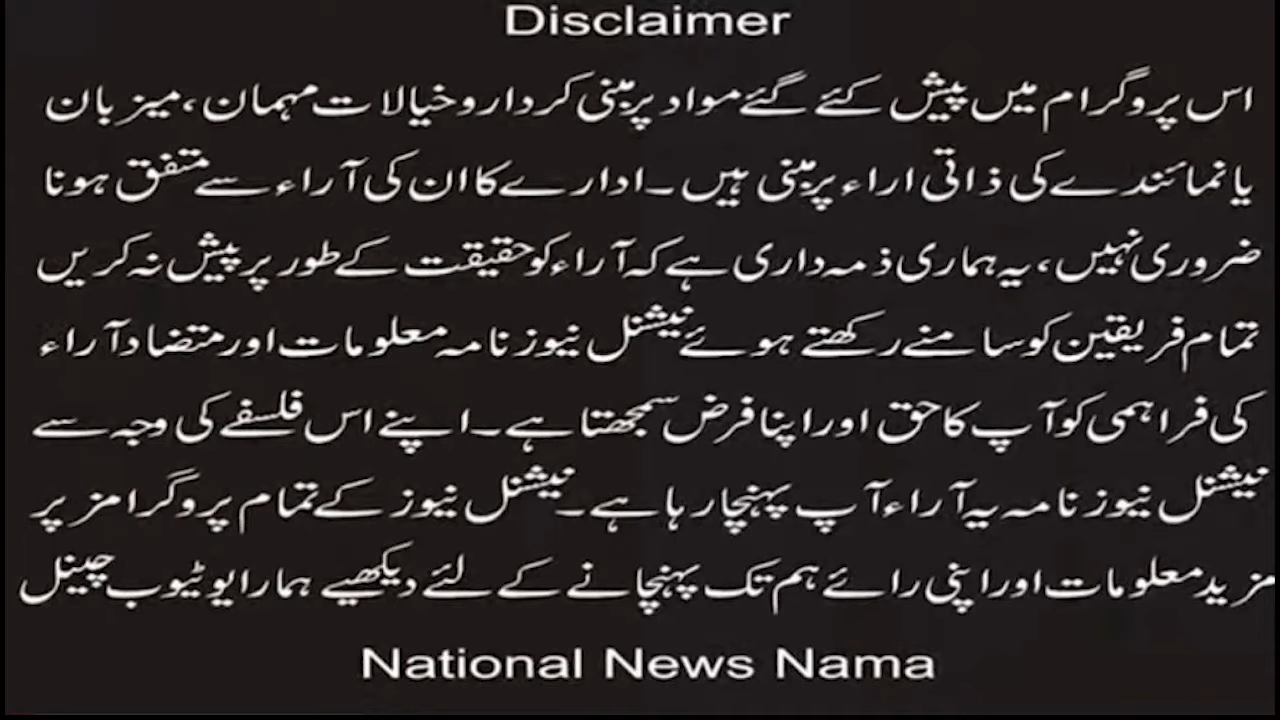 Disclaimer
اس پروگرام میں پیش کئے گئے مواد پر مبنی کردار و خیالات مہمان، میزبان
یا نمائندے کی ذاتی اراء پر مبنی ہیں۔ ادارے کا ان کی آراء سے متفق ہونا
ضروری نہیں، یہ ہماری ذمہ داری ہے کہ آراء کو حقیقت کے طور پر پیش نہ کریں
تمام فریقین کو سامنے رکھتے ہوئے نیشنل نیوز نامہ معلومات اور متضاد آراء
کی فراہمی کو آپ کا حق اور اپنا فرض سمجھتا ہے۔ اپنے اس فلسفے کی وجہ سے
نیشنل نیوز نامہ یہ آراء آپ پہنچا رہا ہے۔ نیشنل نیوز کے تمام پروگرامز پر
مزید معلومات اور اپنی رائے ہم تک پہنچانے کے لئے دیکھیے ہمارا یوٹیوب چینل
National News Nama